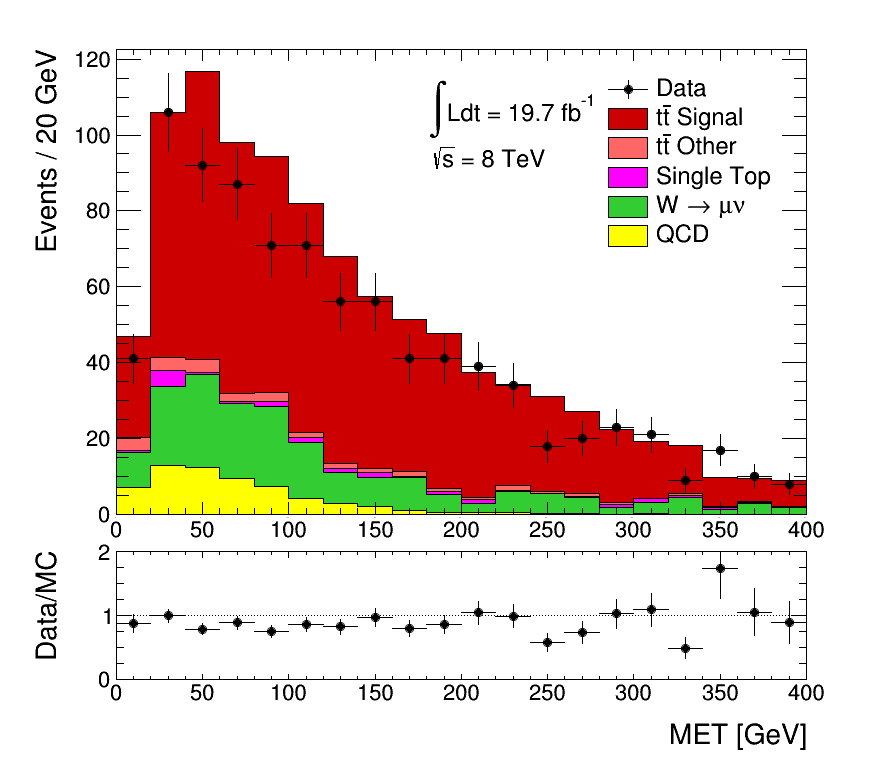 Events / 20 GeV
120
100
80
60
40
20
0
∫ Ldt = 19.7 fb⁻¹
√s = 8 TeV
Data
tt̄ Signal
tt̄ Other
Single Top
W → μν
QCD
0 50 100 150 200 250 300 350 400
Data/MC
2
1
0
0 50 100 150 200 250 300 350 400
MET [GeV]